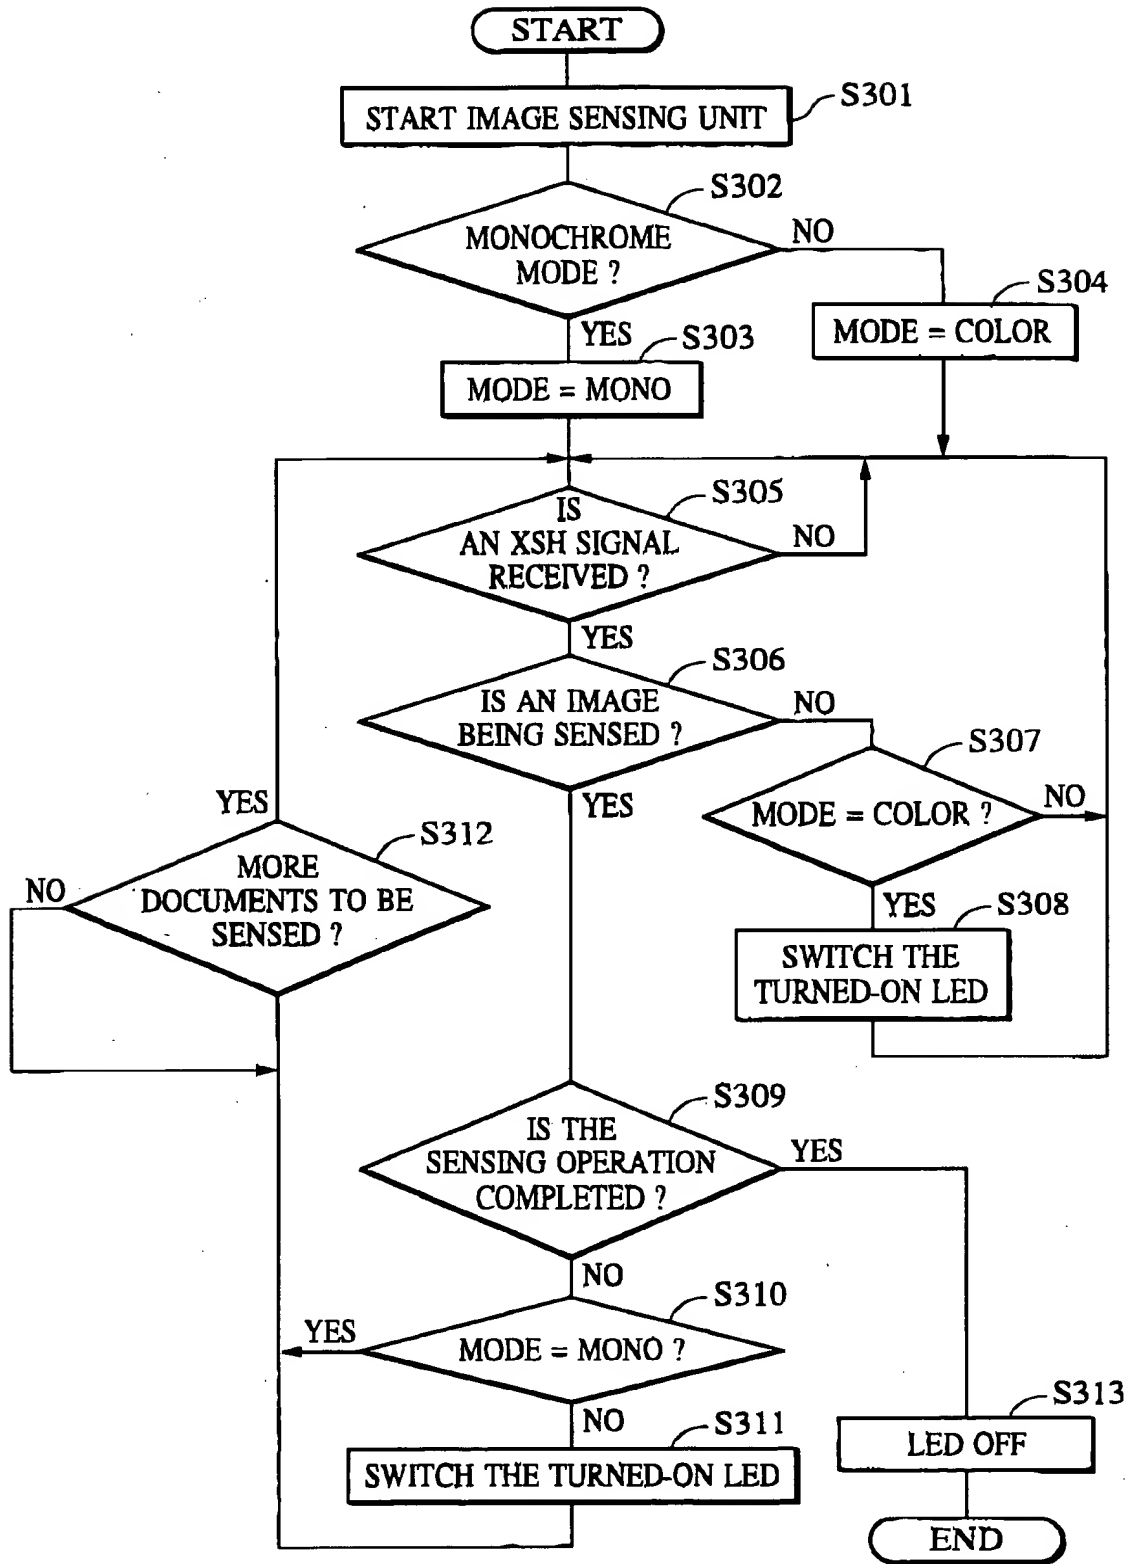 START
START IMAGE SENSING UNIT
S301
S302
MONOCHROME
MODE ?
NO
YES
S304
MODE = COLOR
S303
MODE = MONO
S305
IS
AN XSH SIGNAL
RECEIVED ?
NO
YES
S306
IS AN IMAGE
BEING SENSED ?
NO
YES
S307
MODE = COLOR ?
NO
YES
S308
SWITCH THE
TURNED-ON LED
YES
S312
MORE
DOCUMENTS TO BE
SENSED ?
NO
S309
IS THE
SENSING OPERATION
COMPLETED ?
YES
NO
S310
MODE = MONO ?
YES
NO
S311
SWITCH THE TURNED-ON LED
S313
LED OFF
END